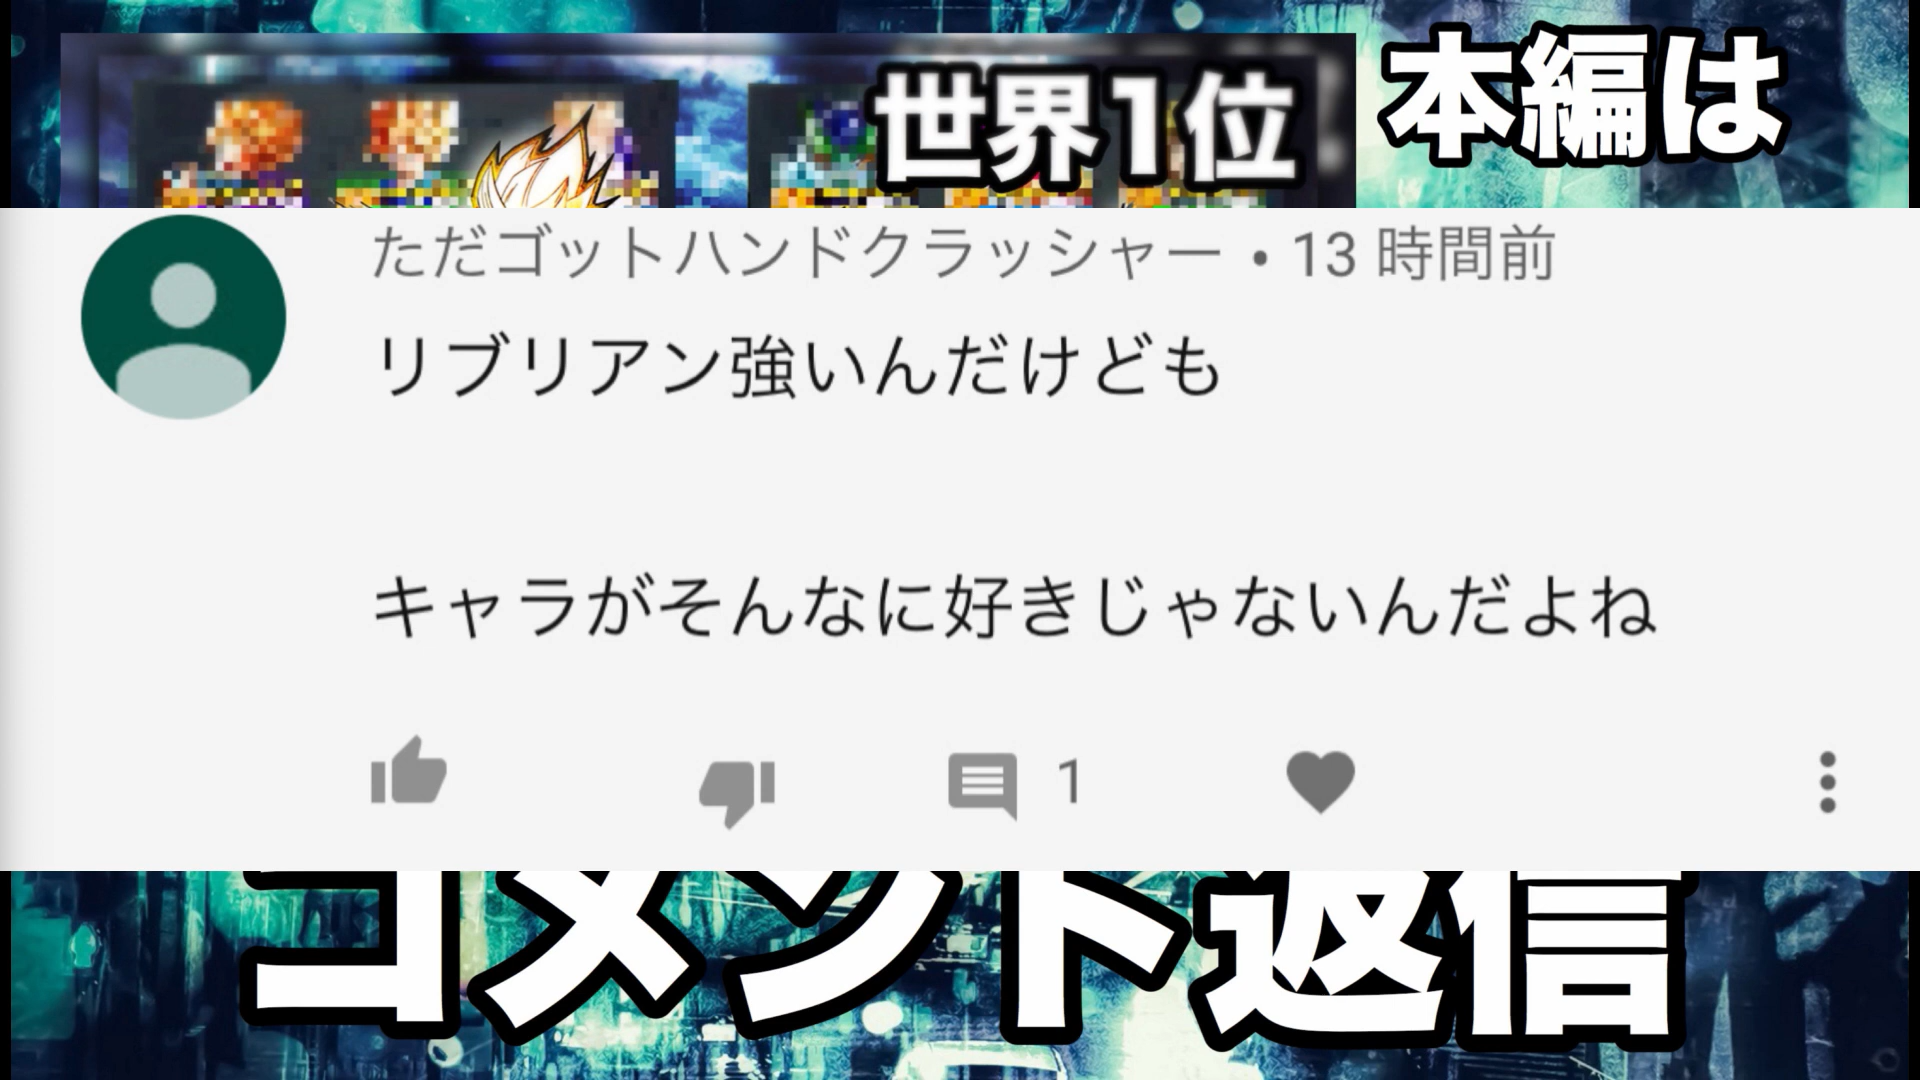 世界1位
本編は
ただゴットハンドクラッシャー • 13 時間前
リブリアン強いんだけども
キャラがそんなに好きじゃないんだよね
1
コメント返信